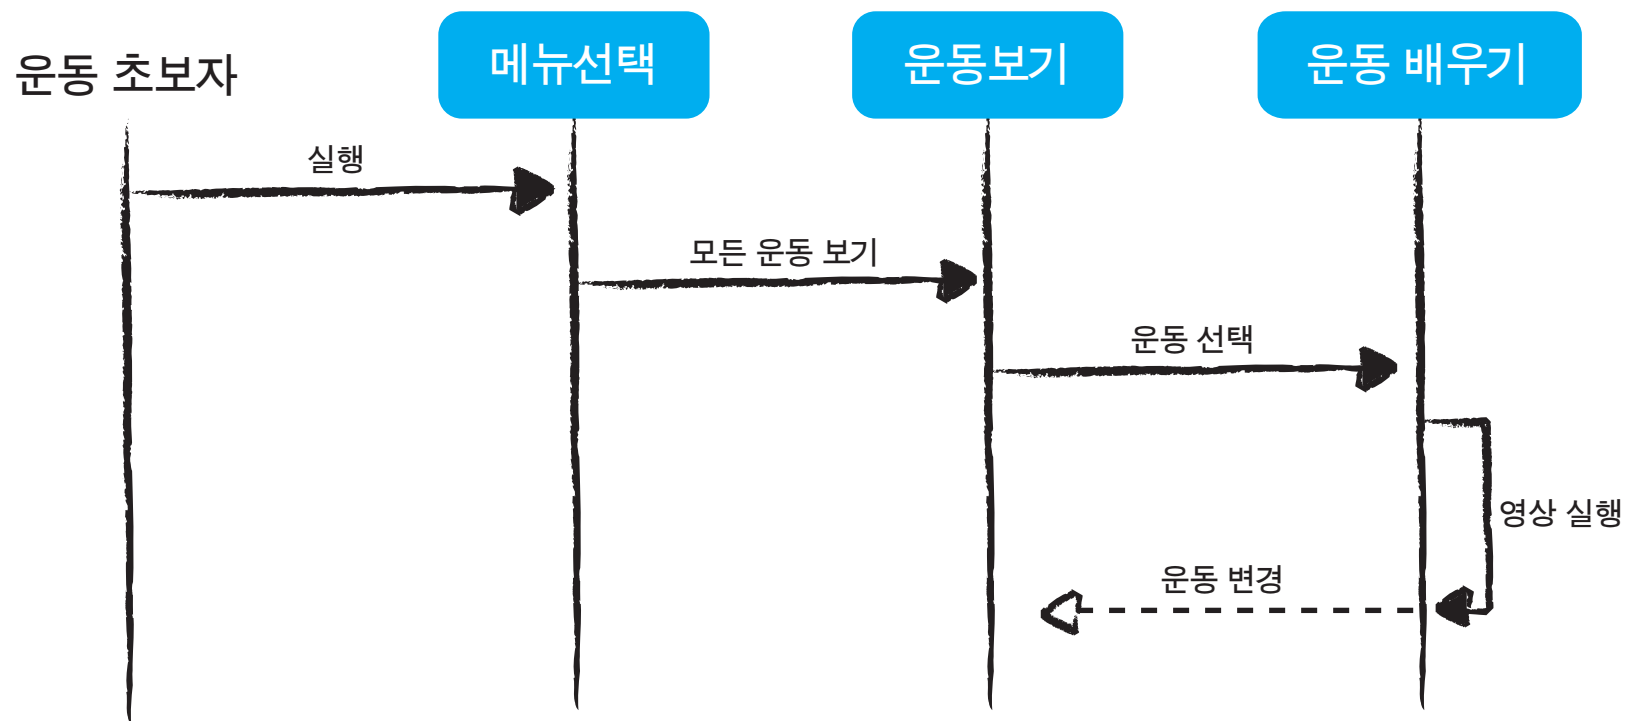 운동 초보자
메뉴선택
운동보기
운동 배우기
실행
모든 운동 보기
운동 선택
영상 실행
운동 변경